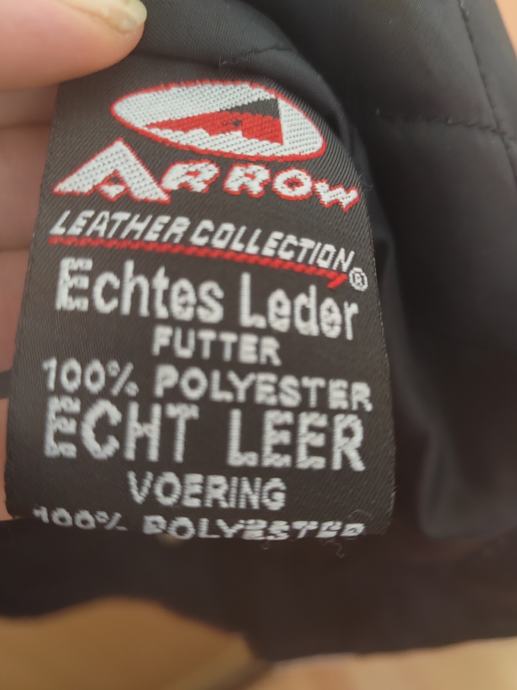 ARROW
LEATHER COLLECTION®
Echtes Leder
FUTTER
100% POLYESTER
ECHT LEER
VOERING
100% POLYESTER